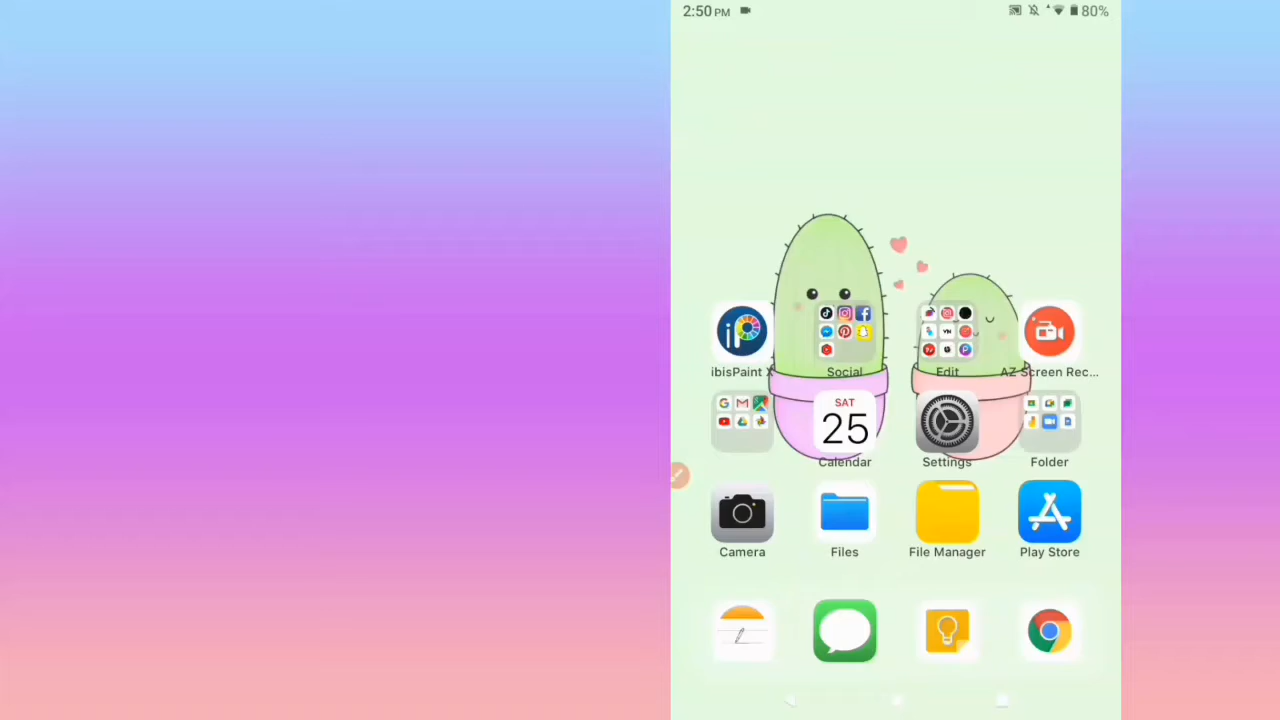 2:50 PM 80%
ibisPaint X Social Edit AZ Screen Rec...
SAT
25
Calendar Settings Folder
Camera Files File Manager Play Store